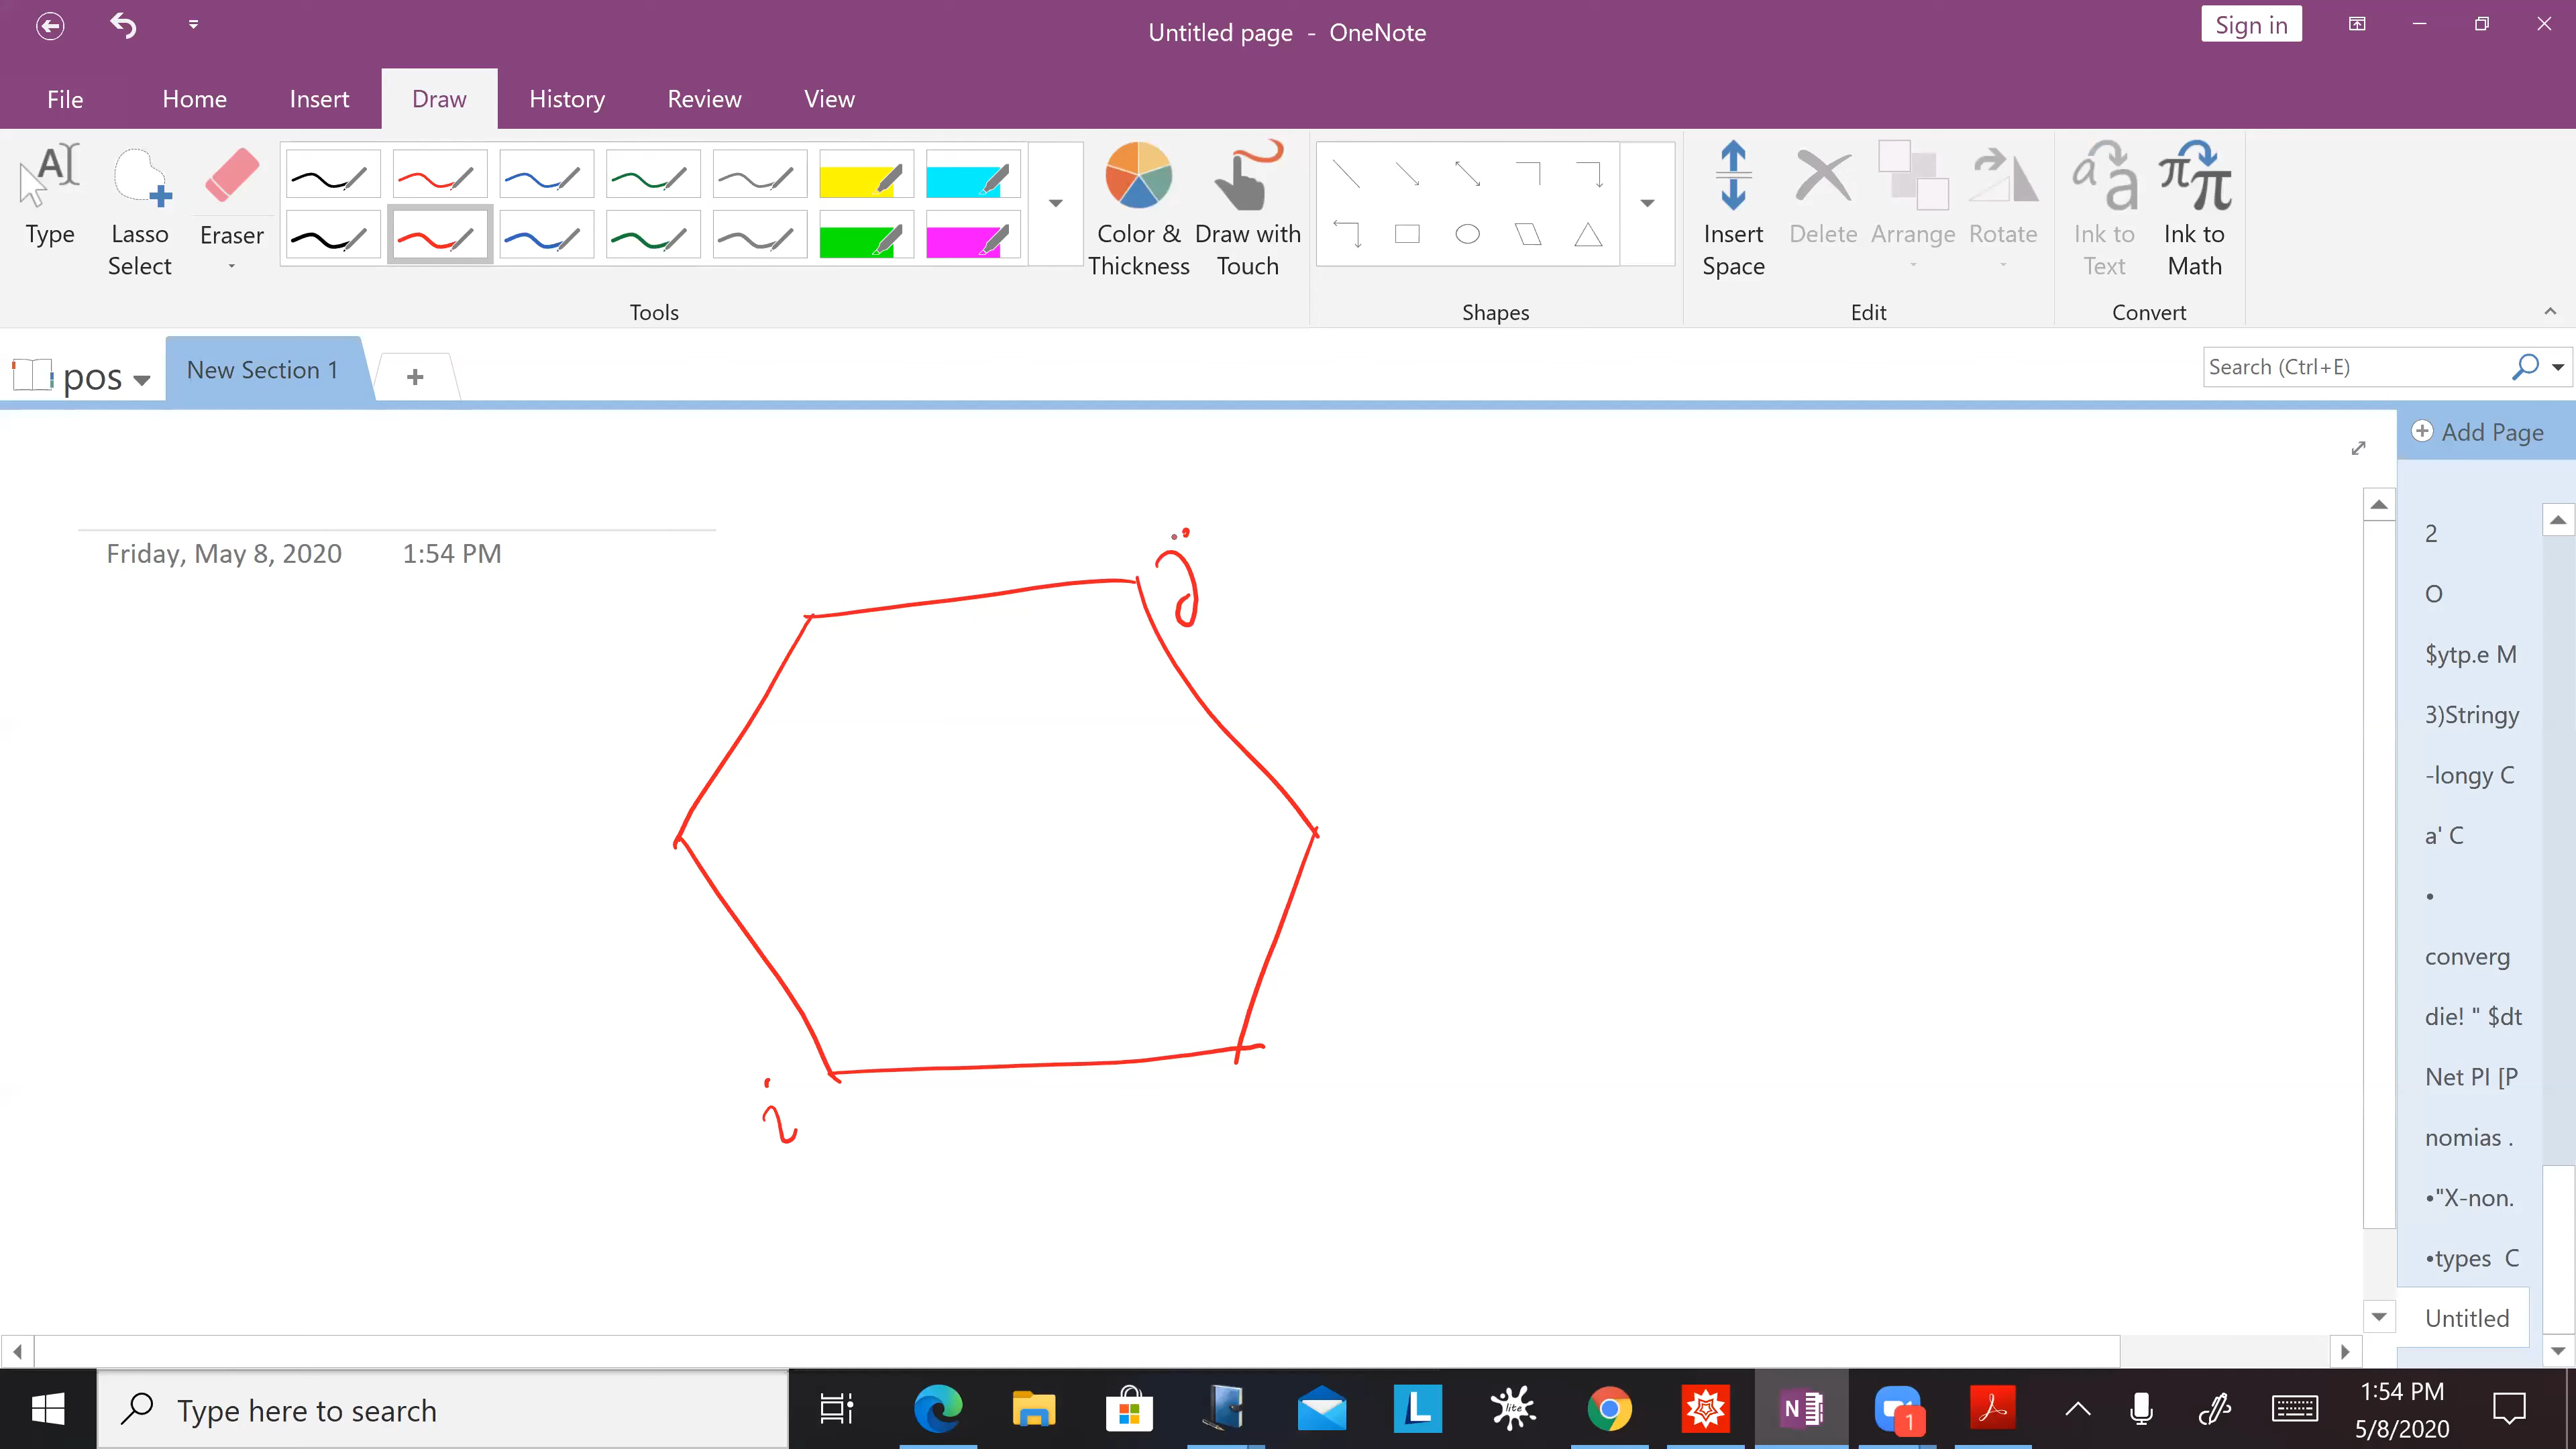 Untitled page - OneNote
Sign in
File Home Insert Draw History Review View
Type
Lasso Select
Eraser
Color & Thickness
Draw with Touch
Insert Space
Delete
Arrange
Rotate
Ink to Text
Ink to Math
Tools
Shapes
Edit
Convert
pos
New Section 1
+
Search (Ctrl+E)
Add Page
Friday, May 8, 2020 1:54 PM
j
i
2
O
$ytp.e M
3)Stringy
-longy C
a' C
•
converg
die! " $dt
Net PI [P
nomias .
•"X-non.
•types C
Untitled
Type here to search
L
lite
N
1
1:54 PM
5/8/2020